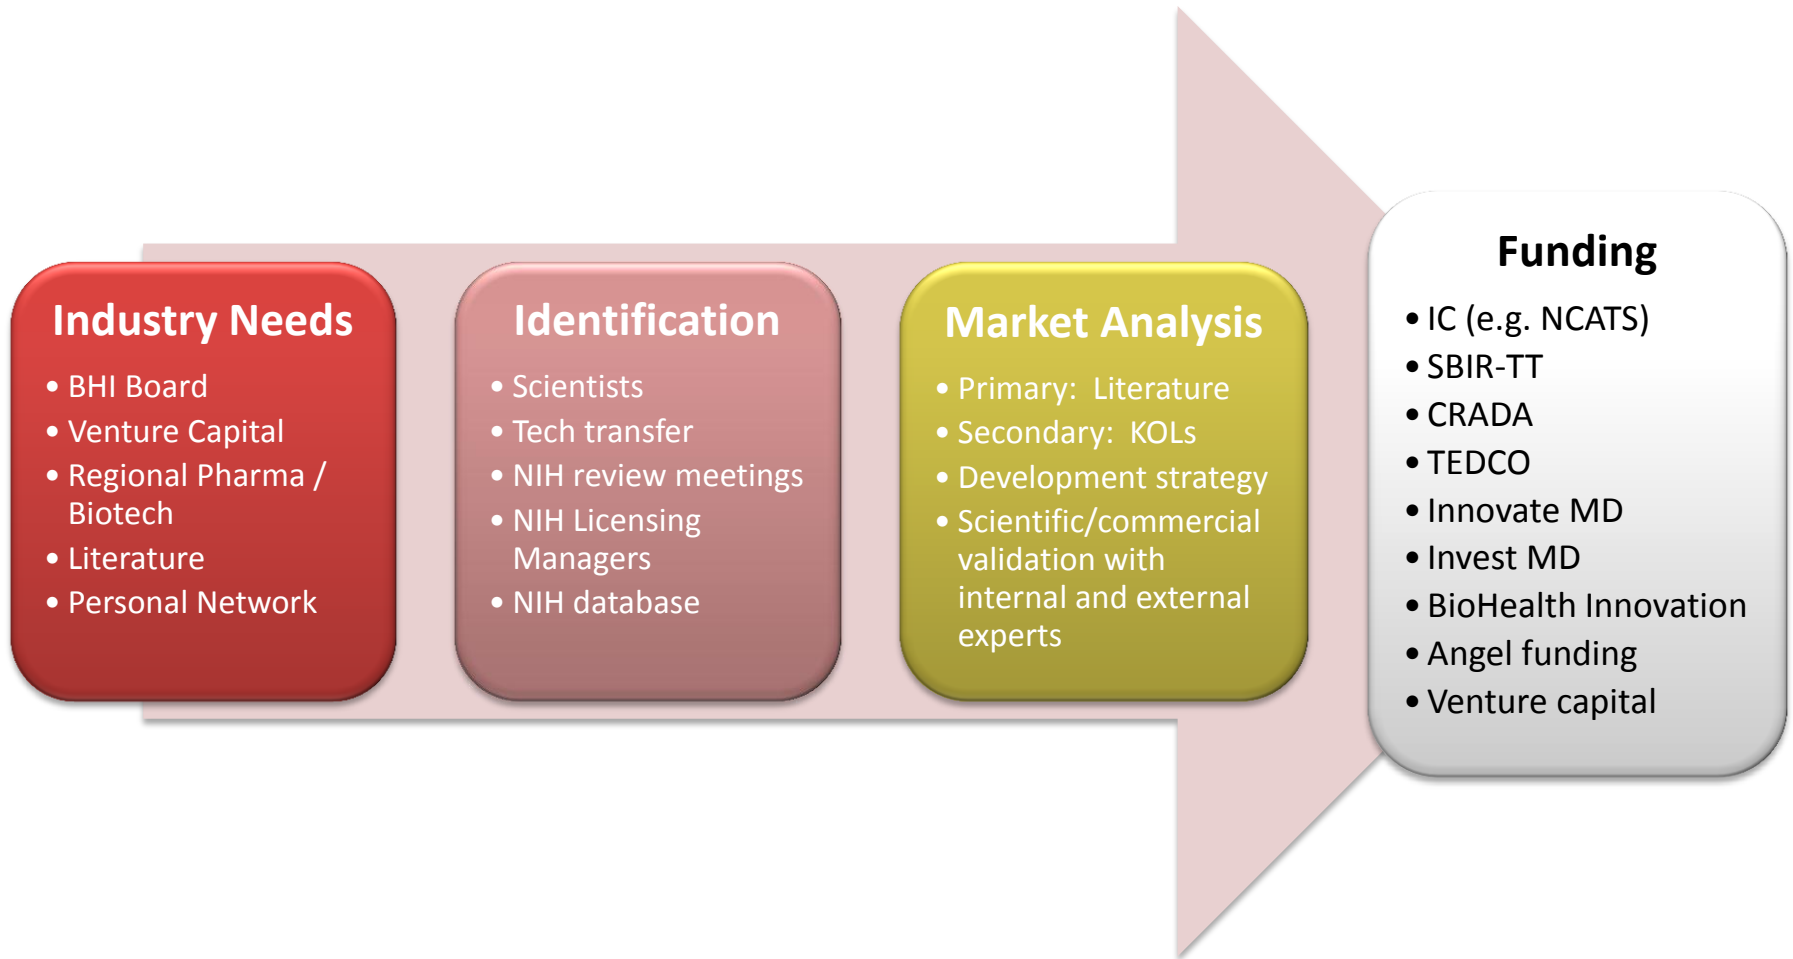 Industry Needs
• BHI Board
• Venture Capital
• Regional Pharma /
Biotech
• Literature
• Personal Network
Identification
• Scientists
• Tech transfer
• NIH review meetings
• NIH Licensing
Managers
• NIH database
Market Analysis
• Primary:  Literature
• Secondary:  KOLs
• Development strategy
• Scientific/commercial
validation with
internal and external
experts
Funding
• IC (e.g. NCATS)
• SBIR-TT
• CRADA
• TEDCO
• Innovate MD
• Invest MD
• BioHealth Innovation
• Angel funding
• Venture capital